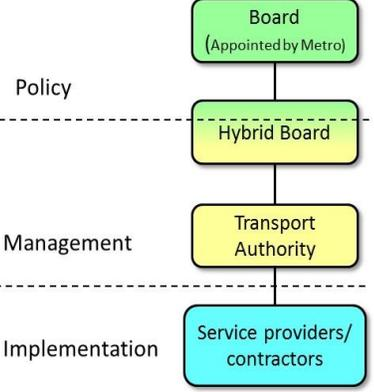 Board
(Appointed by Metro)
Policy
Hybrid Board
Transport
Authority
Management
Service providers/
contractors
Implementation